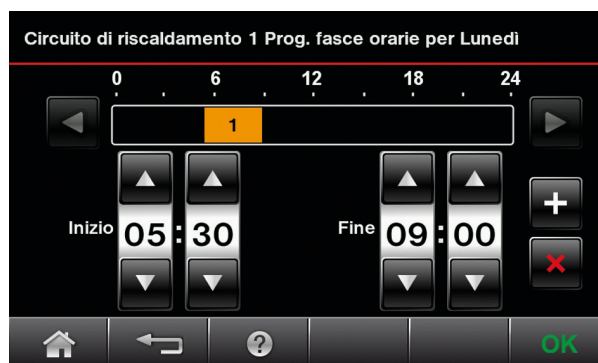 Circuito di riscaldamento 1 Prog. fasce orarie per Lunedì
0 6 12 18 24
1
Inizio 05:30 Fine 09:00
?
OK